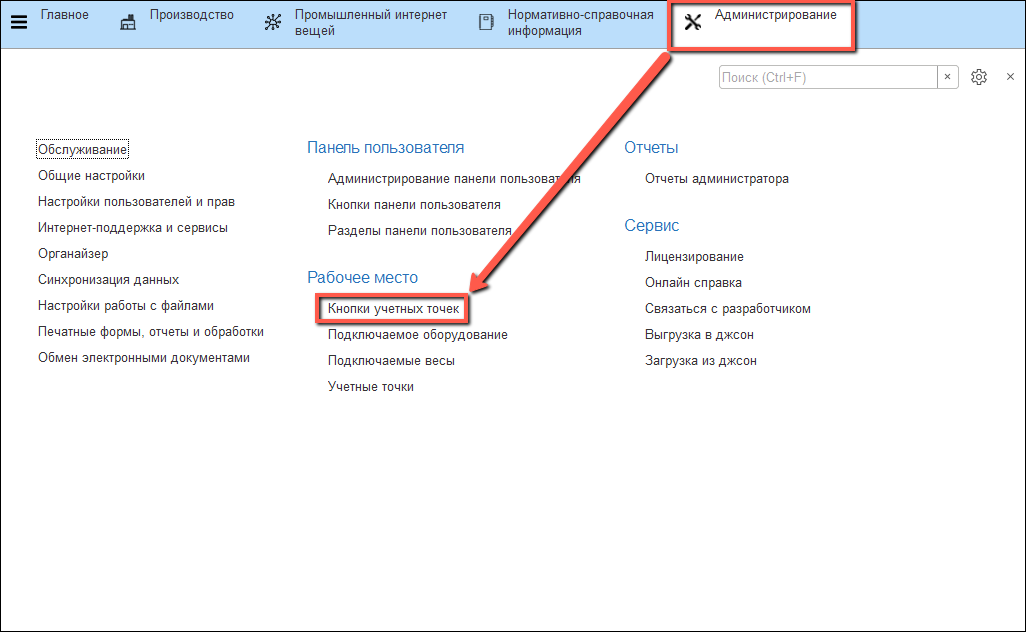 Главное
Производство
Промышленный интернет
вещей
Нормативно-справочная
информация
Администрирование
Поиск (Ctrl+F)
Обслуживание
Общие настройки
Настройки пользователей и прав
Интернет-поддержка и сервисы
Органайзер
Синхронизация данных
Настройки работы с файлами
Печатные формы, отчеты и обработки
Обмен электронными документами
Панель пользователя
Администрирование панели пользователя
Кнопки панели пользователя
Разделы панели пользователя
Рабочее место
Кнопки учетных точек
Подключаемое оборудование
Подключаемые весы
Учетные точки
Отчеты
Отчеты администратора
Сервис
Лицензирование
Онлайн справка
Связаться с разработчиком
Выгрузка в джсон
Загрузка из джсон